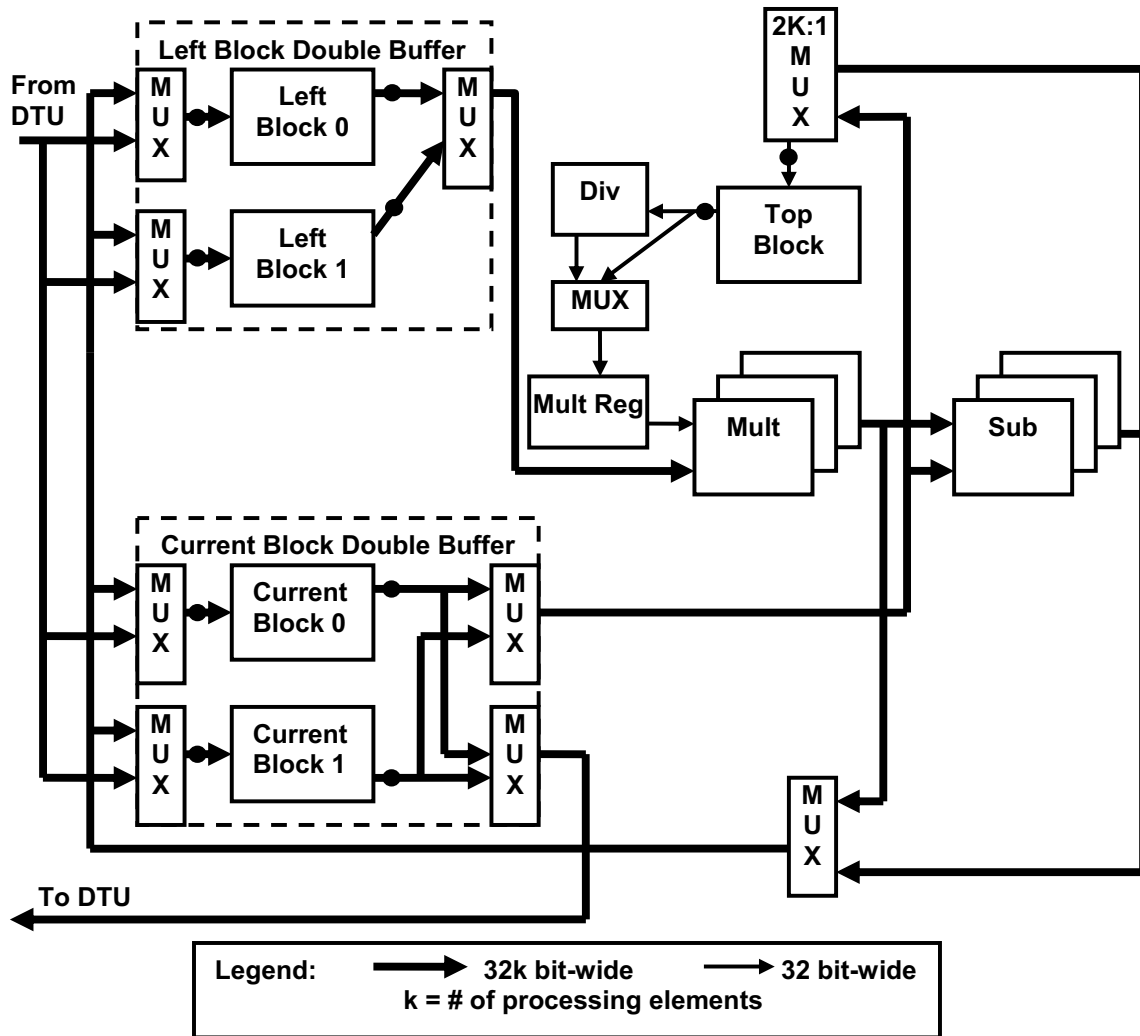 Left Block Double Buffer
From
DTU
M
U
X
Left
Block 0
M
U
X
M
U
X
Left
Block 1
2K:1
M
U
X
Div
Top
Block
MUX
Mult Reg
Mult
Sub
Current Block Double Buffer
M
U
X
Current
Block 0
M
U
X
M
U
X
Current
Block 1
M
U
X
M
U
X
To DTU
Legend:
32k bit-wide
32 bit-wide
k = # of processing elements